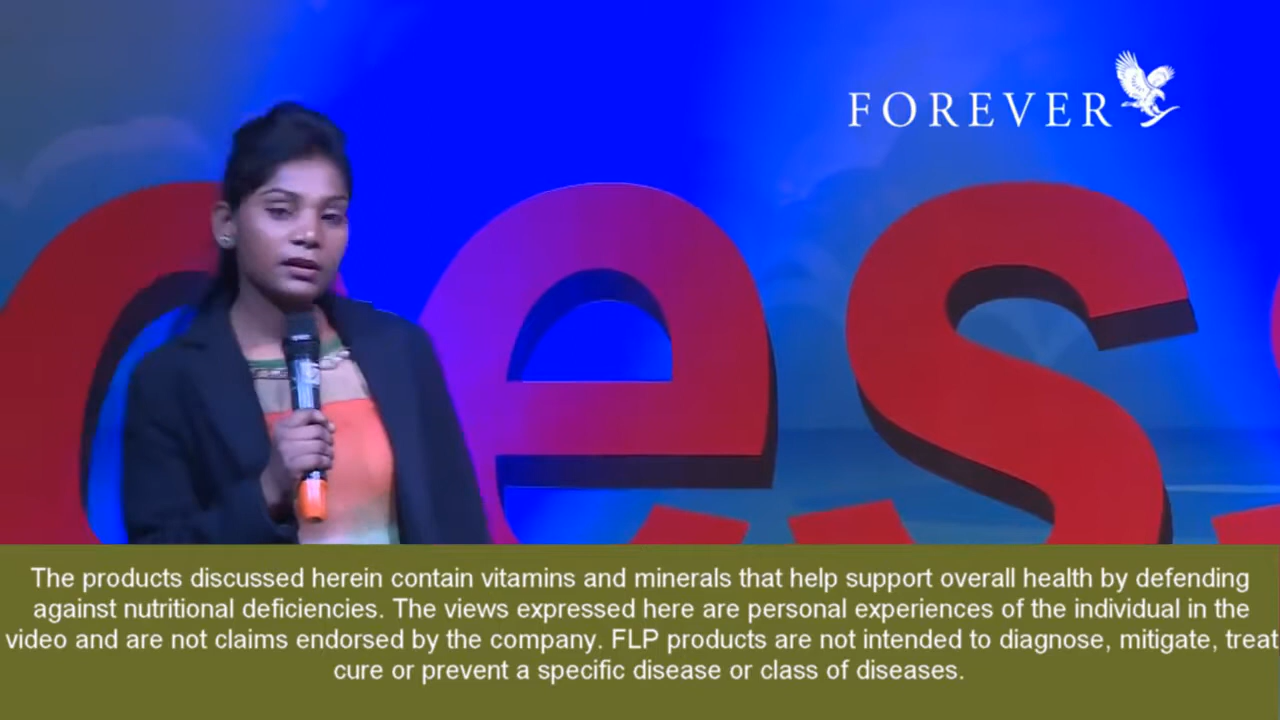 FOREVER
es
The products discussed herein contain vitamins and minerals that help support overall health by defending
against nutritional deficiencies. The views expressed here are personal experiences of the individual in the
video and are not claims endorsed by the company. FLP products are not intended to diagnose, mitigate, treat
cure or prevent a specific disease or class of diseases.